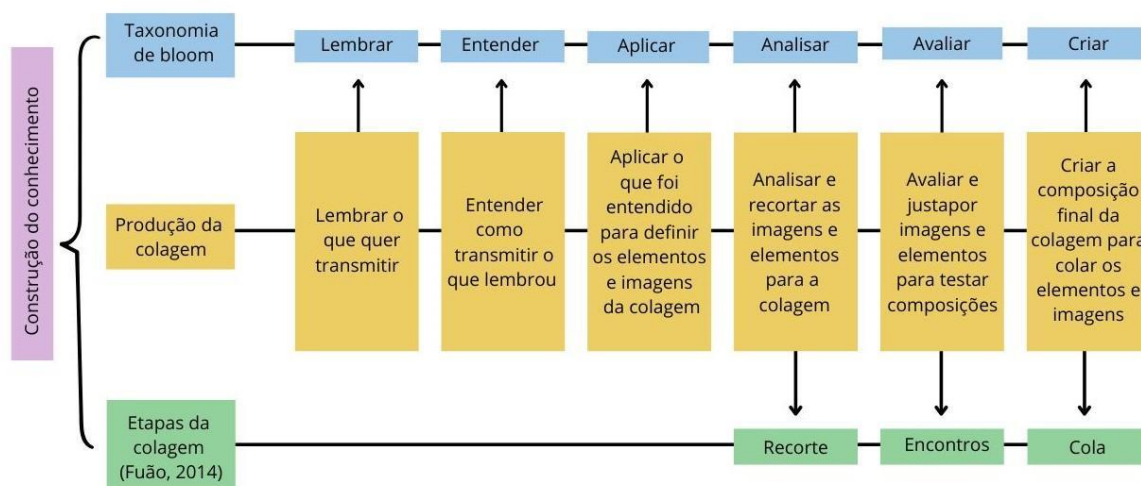 Construção do conhecimento
Taxonomia
de bloom
Lembrar
Entender
Aplicar
Analisar
Avaliar
Criar
Produção da
colagem
Lembrar o
que quer
transmitir
Entender
como
transmitir o
que lembrou
Aplicar o
que foi
entendido
para definir
os elementos
e imagens
da colagem
Analisar e
recortar as
imagens e
elementos
para a
colagem
Avaliar e
justapor
imagens e
elementos
para testar
composições
Criar a
composição
final da
colagem para
colar os
elementos e
imagens
Etapas da
colagem
(Fuão, 2014)
Recorte
Encontros
Cola